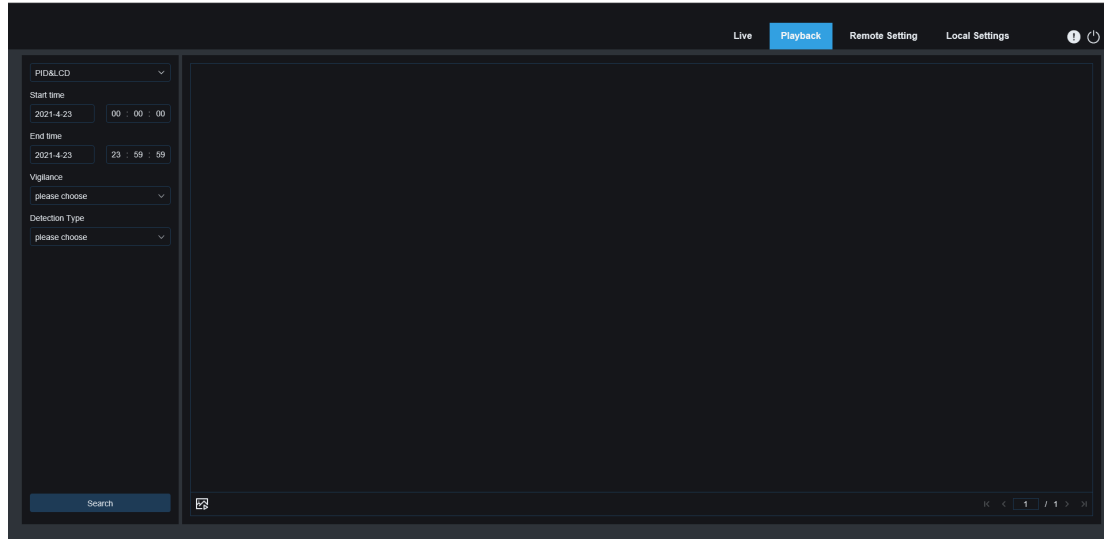 Live Playback Remote Setting Local Settings
PID&LCD
Start time
2021-4-23 00 : 00 : 00
End time
2021-4-23 23 : 59 : 59
Vigilance
please choose
Detection Type
please choose
Search
1 / 1